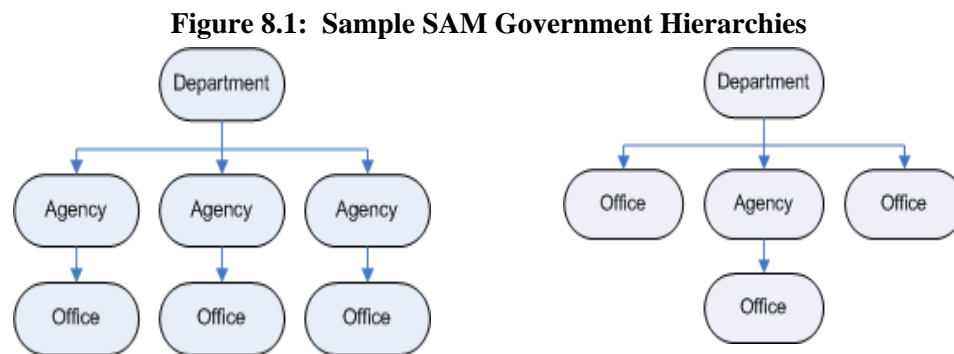 Figure 8.1: Sample SAM Government Hierarchies
Department
Agency
Agency
Agency
Office
Office
Office
Department
Office
Agency
Office
Office